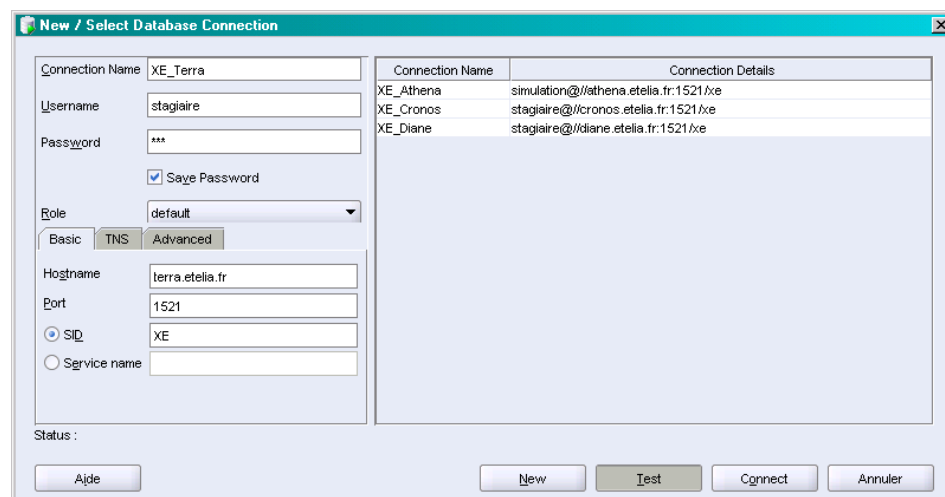 New / Select Database Connection
Connection Name XE_Terra
Username stagiaire
Password ***
Save Password
Role default
Basic TNS Advanced
Hostname terra.etelia.fr
Port 1521
SID XE
Service name
Connection Name Connection Details
XE_Athena simulation@//athena.etelia.fr:1521/xe
XE_Cronos stagiaire@//cronos.etelia.fr:1521/xe
XE_Diane stagiaire@//diane.etelia.fr:1521/xe
Status :
Aide New Test Connect Annuler